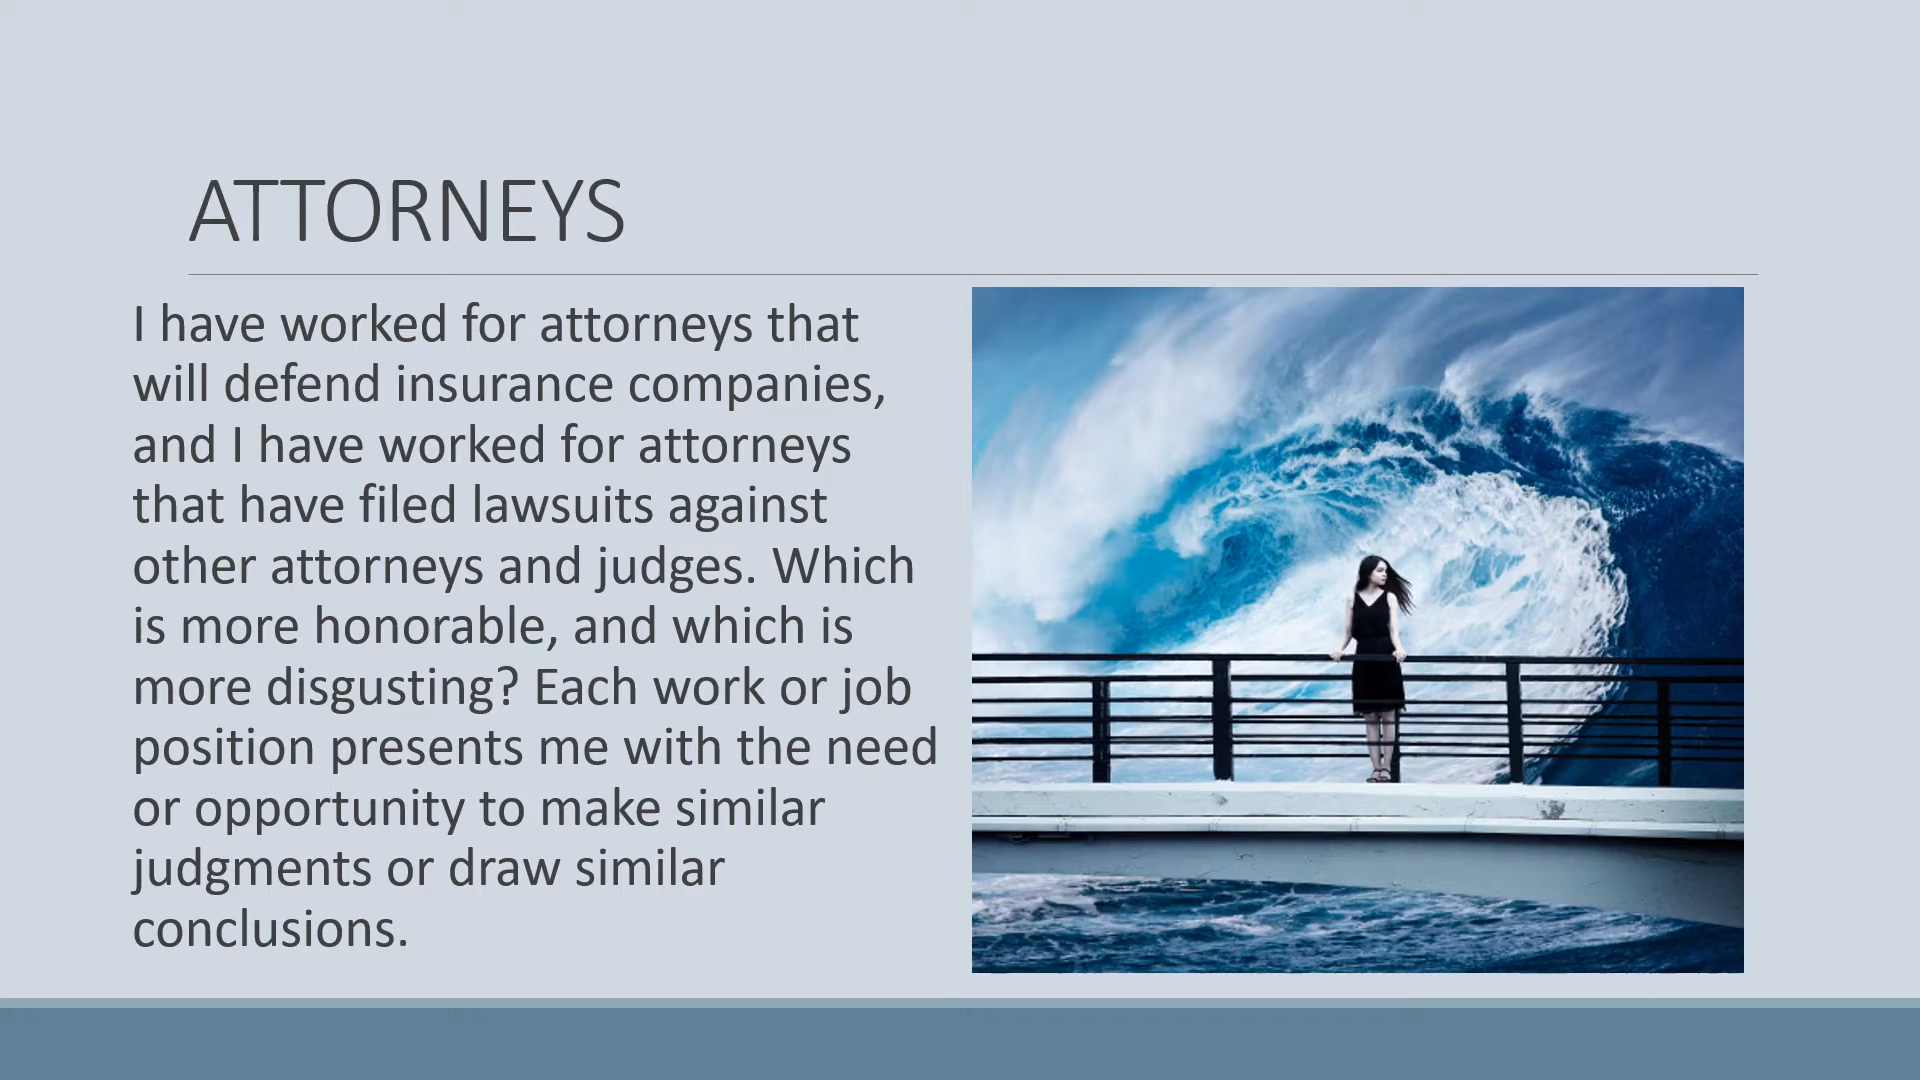 ATTORNEYS
I have worked for attorneys that
will defend insurance companies,
and I have worked for attorneys
that have filed lawsuits against
other attorneys and judges. Which
is more honorable, and which is
more disgusting? Each work or job
position presents me with the need
or opportunity to make similar
judgments or draw similar
conclusions.